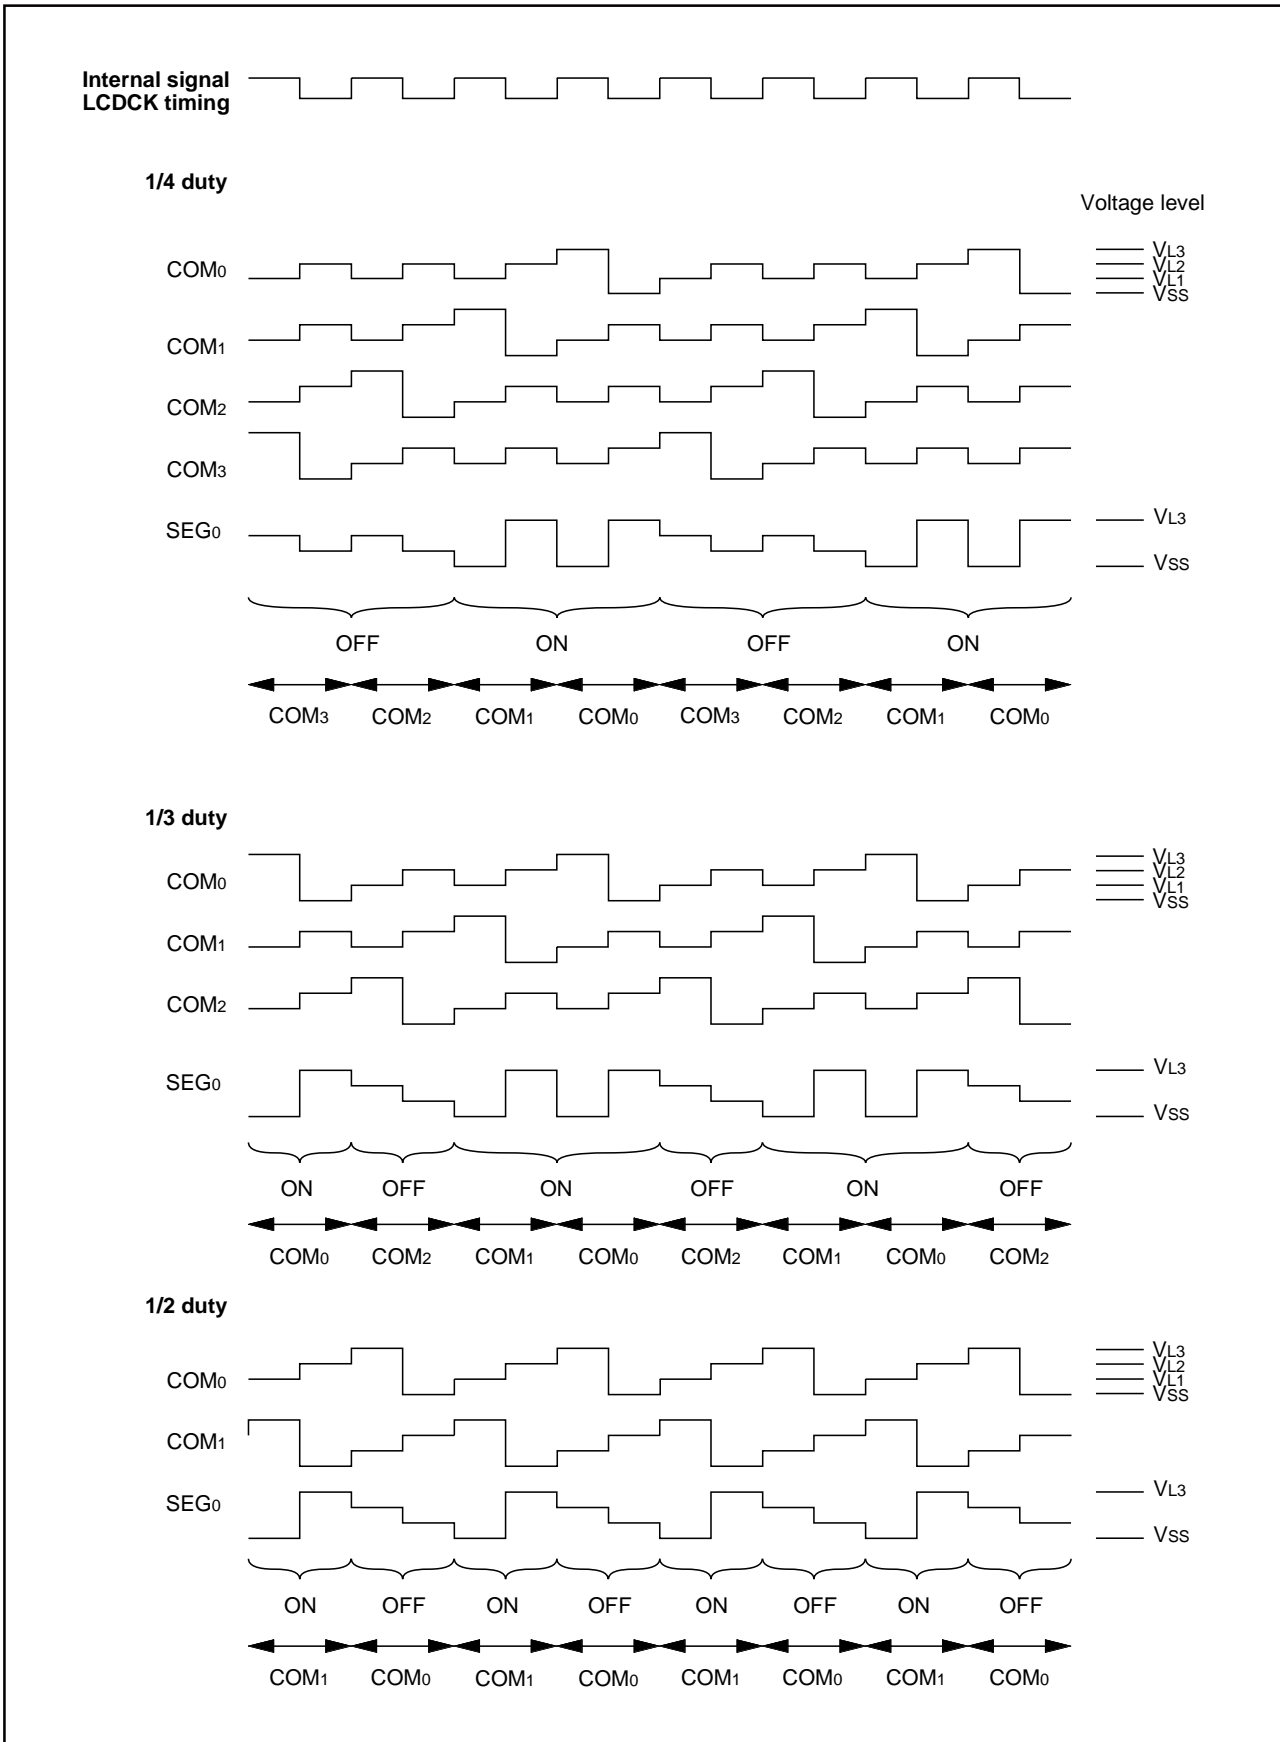 Internal signal
LCDCK timing
1/4 duty
Voltage level
COM0
VL3
VL2
VL1
VSS
COM1
COM2
COM3
SEG0
VL3
VSS
OFF ON OFF ON
COM3 COM2 COM1 COM0 COM3 COM2 COM1 COM0
1/3 duty
COM0
VL3
VL2
VL1
VSS
COM1
COM2
SEG0
VL3
VSS
ON OFF ON OFF ON OFF
COM0 COM2 COM1 COM0 COM2 COM1 COM0 COM2
1/2 duty
COM0
VL3
VL2
VL1
VSS
COM1
SEG0
VL3
VSS
ON OFF ON OFF ON OFF ON OFF
COM1 COM0 COM1 COM0 COM1 COM0 COM1 COM0